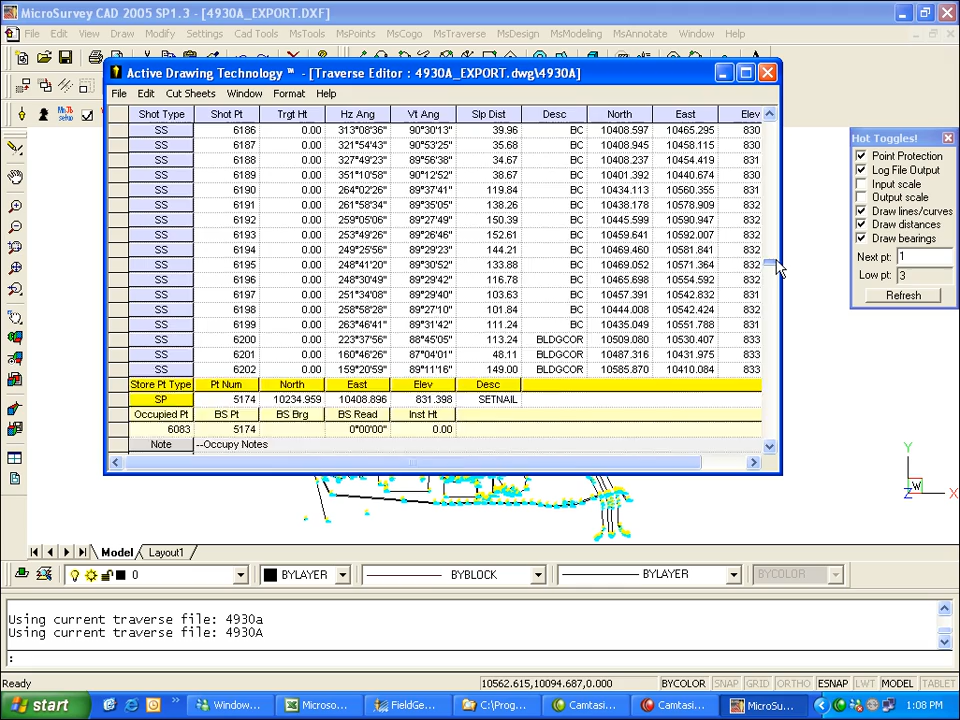 MicroSurvey CAD 2005 SP1.3 - [4930A_EXPORT.DXF]
File Edit View Draw Modify Settings Cad Tools MsTools MsPoints MsCogo MsTraverse MsDesign MsModeling MsAnnotate Window Help
Active Drawing Technology ™ - [Traverse Editor : 4930A_EXPORT.dwg\4930A]
File Edit Cut Sheets Window Format Help
Shot Type Shot Pt Trgt Ht Hz Ang Vt Ang Slp Dist Desc North East Elev
SS 6186 0.00 313°08'36" 90°30'13" 39.96 BC 10408.597 10465.295 830
SS 6187 0.00 321°54'43" 90°53'25" 35.68 BC 10408.945 10458.115 830
SS 6188 0.00 327°49'23" 89°56'38" 34.67 BC 10408.237 10454.419 831
SS 6189 0.00 351°10'58" 90°12'52" 38.67 BC 10401.392 10440.674 830
SS 6190 0.00 264°02'26" 89°37'41" 119.84 BC 10434.113 10560.355 831
SS 6191 0.00 261°58'34" 89°35'05" 138.26 BC 10438.178 10578.909 832
SS 6192 0.00 259°05'06" 89°27'49" 150.39 BC 10445.599 10590.947 832
SS 6193 0.00 253°49'26" 89°26'46" 152.61 BC 10459.641 10592.007 832
SS 6194 0.00 249°25'56" 89°29'23" 144.21 BC 10469.460 10581.841 832
SS 6195 0.00 248°41'20" 89°30'52" 133.88 BC 10469.052 10571.364 832
SS 6196 0.00 248°30'49" 89°29'42" 116.78 BC 10465.698 10554.592 832
SS 6197 0.00 251°34'08" 89°29'40" 103.63 BC 10457.391 10542.832 831
SS 6198 0.00 258°58'28" 89°27'10" 101.84 BC 10444.008 10542.424 832
SS 6199 0.00 263°46'41" 89°31'42" 111.24 BC 10435.049 10551.788 831
SS 6200 0.00 223°37'56" 88°45'05" 113.24 BLDGCOR 10509.080 10530.407 833
SS 6201 0.00 160°46'26" 87°04'01" 48.11 BLDGCOR 10487.316 10431.975 833
SS 6202 0.00 159°20'59" 89°11'16" 149.00 BLDGCOR 10585.870 10410.084 833
Store Pt Type Pt Num North East Elev Desc
SP 5174 10234.959 10408.896 831.398 SETNAIL
Occupied Pt BS Pt BS Brg BS Read Inst Ht
6083 5174 0°00'00" 0.00
Note --Occupy Notes
Hot Toggles!
Point Protection
Log File Output
Input scale
Output scale
Draw lines/curves
Draw distances
Draw bearings
Next pt: 1
Low pt: 3
Refresh
Y
W
Z X
Model Layout1
0 BYLAYER BYBLOCK BYLAYER BYCOLOR
Using current traverse file: 4930a
Using current traverse file: 4930A
:
Ready 10562.615,10094.687,0.000 BYCOLOR SNAP GRID ORTHO ESNAP LWT MODEL TABLET
start Window... Microso... FieldGe... C:\Prog... Camtasi... Camtasi... MicroSu... 1:08 PM